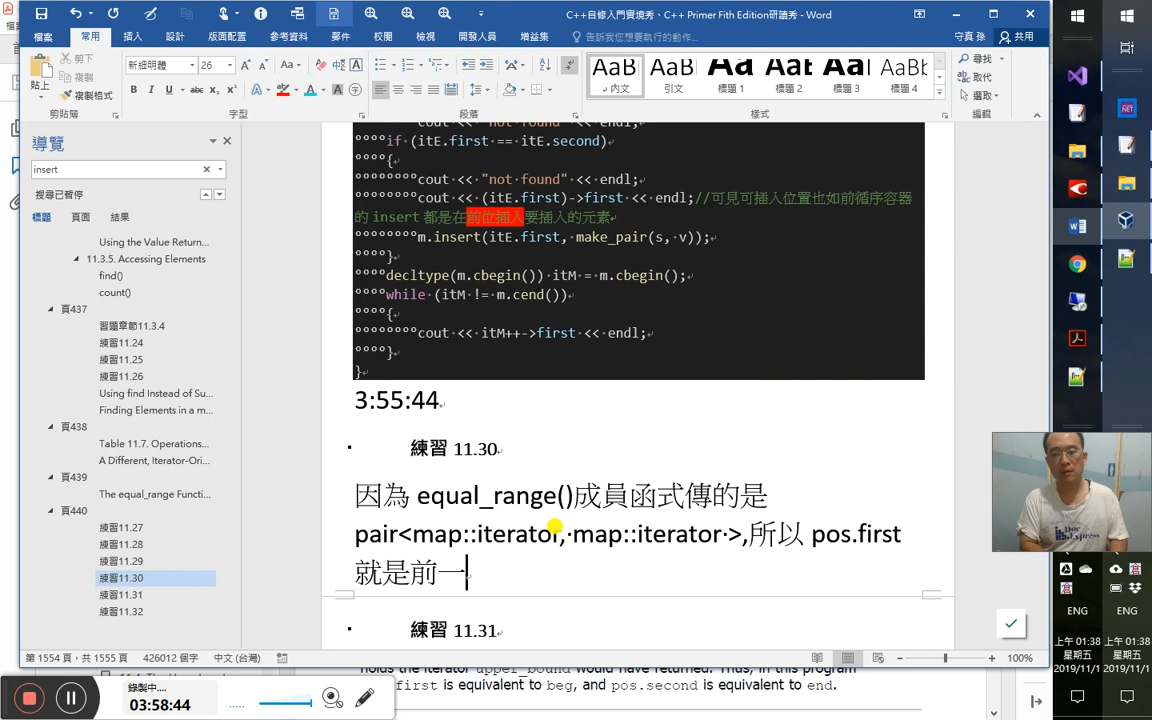 C++自修入門實境秀、C++ Primer Fith Edition研讀秀 - Word
檔案 常用 插入 設計 版面配置 參考資料 郵件 校閱 檢視 開發人員 增益集 告訴我您想要執行的動作... 守真 孫 共用
貼上 剪下 複製 複製格式 剪貼簿
新細明體 26 字型
段落
AaB 內文 AaB 引文 AaB 標題 1 AaBt 標題 2 AaBl 標題 3 AaBb 標題 4 樣式
尋找 取代 選取 編輯
導覽
insert
搜尋已暫停
標題 頁面 結果
Using the Value Return...
11.3.5. Accessing Elements
find()
count()
頁437
習題章節11.3.4
練習11.24
練習11.25
練習11.26
Using find Instead of Su...
Finding Elements in a m...
頁438
Table 11.7. Operations...
A Different, Iterator-Ori...
頁439
The equal_range Functi...
頁440
練習11.27
練習11.28
練習11.29
練習11.30
練習11.31
練習11.32
cout << "not found" << endl;
if (itE.first == itE.second)
{
cout << "not found" << endl;
cout << (itE.first)->first << endl;//可見可插入位置也如前循序容器
的 insert 都是在前位插入要插入的元素
m.insert(itE.first, make_pair(s, v));
}
decltype(m.cbegin()) itM = m.cbegin();
while (itM != m.cend())
{
cout << itM++->first << endl;
}
}
3:55:44
練習 11.30
因為 equal_range()成員函式傳的是
pair<map::iterator, map::iterator >,所以 pos.first
就是前一
練習 11.31
第 1554 頁，共 1555 頁 426012 個字 中文 (台灣) 100%
holds the iterator upper_bound would have returned. Thus, in this program
first is equivalent to beg, and pos.second is equivalent to end.
錄製中....
03:58:44
ENG ENG
上午 01:38 上午 01:38
星期五 星期五
2019/11/1 2019/11/1